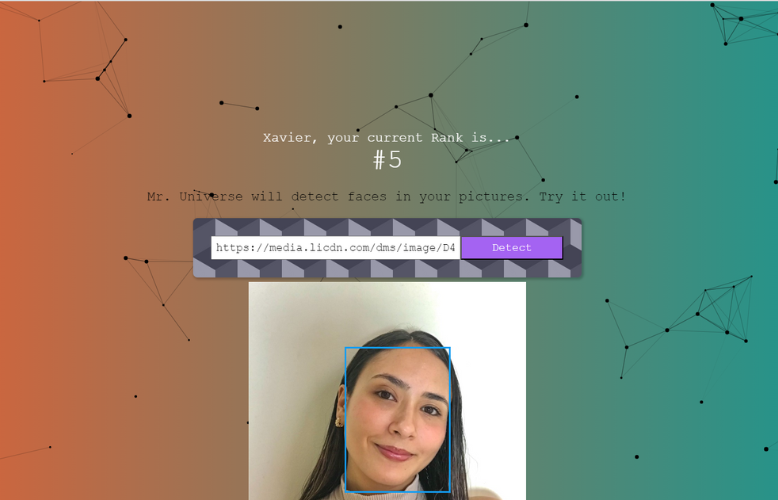 Xavier, your current Rank is...
#5
Mr. Universe will detect faces in your pictures. Try it out!
https://media.licdn.com/dms/image/D4
Detect